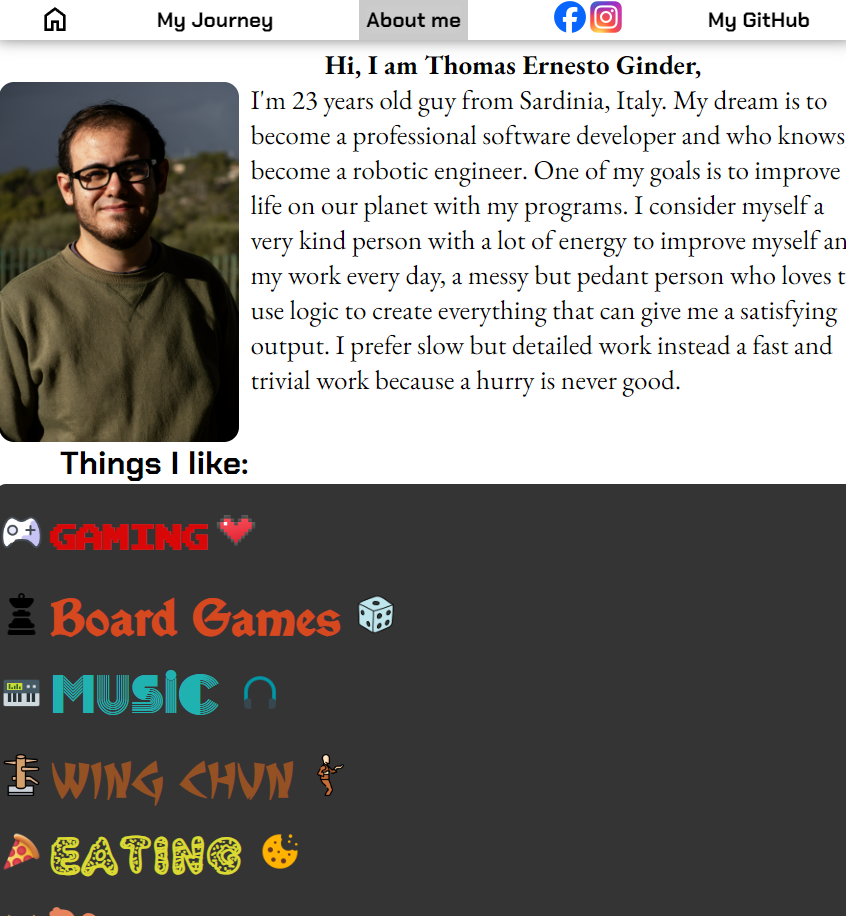 My Journey
About me
My GitHub
Hi, I am Thomas Ernesto Ginder,
I'm 23 years old guy from Sardinia, Italy. My dream is to
become a professional software developer and who knows
become a robotic engineer. One of my goals is to improve
life on our planet with my programs. I consider myself a
very kind person with a lot of energy to improve myself an
my work every day, a messy but pedant person who loves t
use logic to create everything that can give me a satisfying
output. I prefer slow but detailed work instead a fast and
trivial work because a hurry is never good.
Things I like:
GAMING
Board Games
MUSiC
WING CHUN
EATING